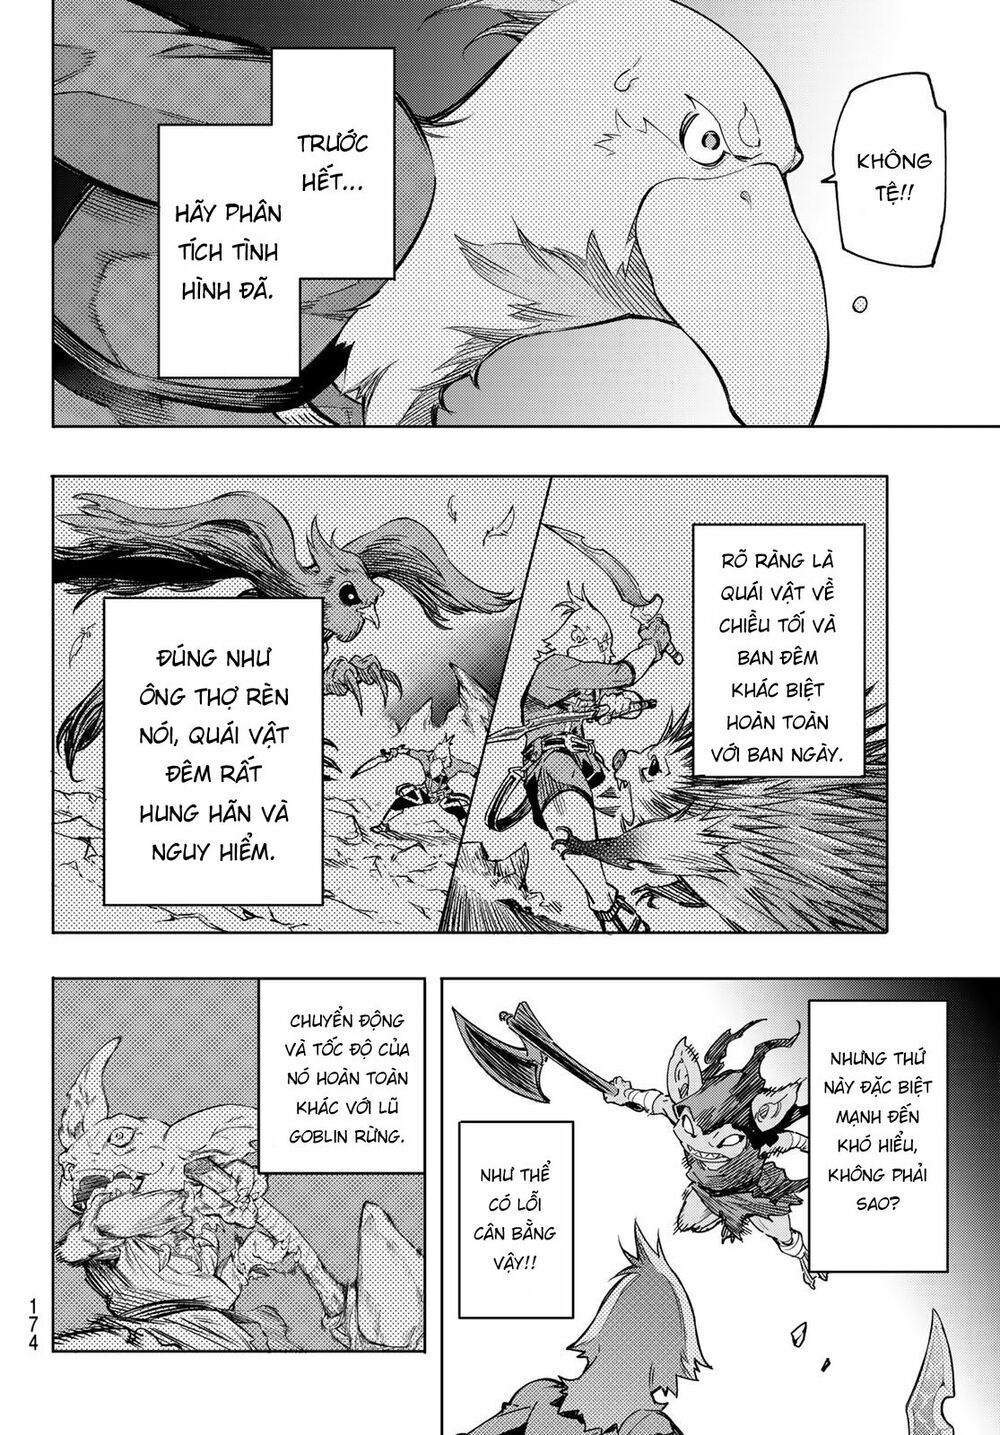 KHÔNG
TỆ!!
TRƯỚC
HẾT...
HÃY PHÂN
TÍCH TÌNH
HÌNH ĐÃ.
RÕ RÀNG LÀ
QUÁI VẬT VỀ
CHIỀU TỐI VÀ
BAN ĐÊM
KHÁC BIỆT
HOÀN TOÀN
VỚI BAN NGÀY.
ĐÚNG NHƯ
ÔNG THỢ RÈN
NÓI, QUÁI VẬT
ĐÊM RẤT
HUNG HÃN VÀ
NGUY HIỂM.
NHƯNG THỨ
NÀY ĐẶC BIỆT
MẠNH ĐẾN
KHÓ HIỂU,
KHÔNG PHẢI
SAO?
NHƯ THỂ
CÓ LỖI
CÂN BẰNG
VẬY!!
CHUYỂN ĐỘNG
VÀ TỐC ĐỘ CỦA
NÓ HOÀN TOÀN
KHÁC VỚI LŨ
GOBLIN RỪNG.
174